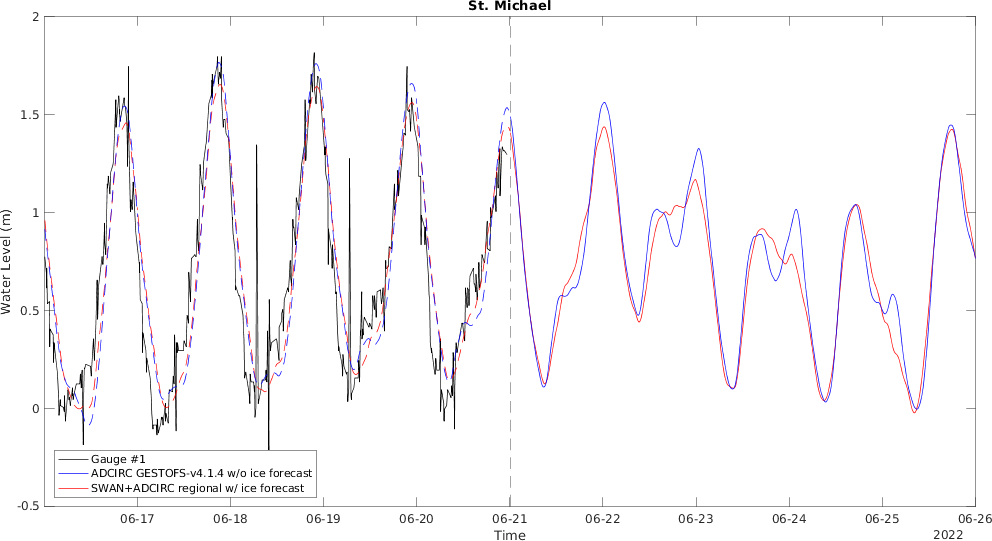 St. Michael
2
1.5
1
0.5
0
-0.5
Water Level (m)
Gauge #1
ADCIRC GESTOFS-v4.1.4 w/o ice forecast
SWAN+ADCIRC regional w/ ice forecast
06-17
06-18
06-19
06-20
06-21
06-22
06-23
06-24
06-25
06-26
Time
2022